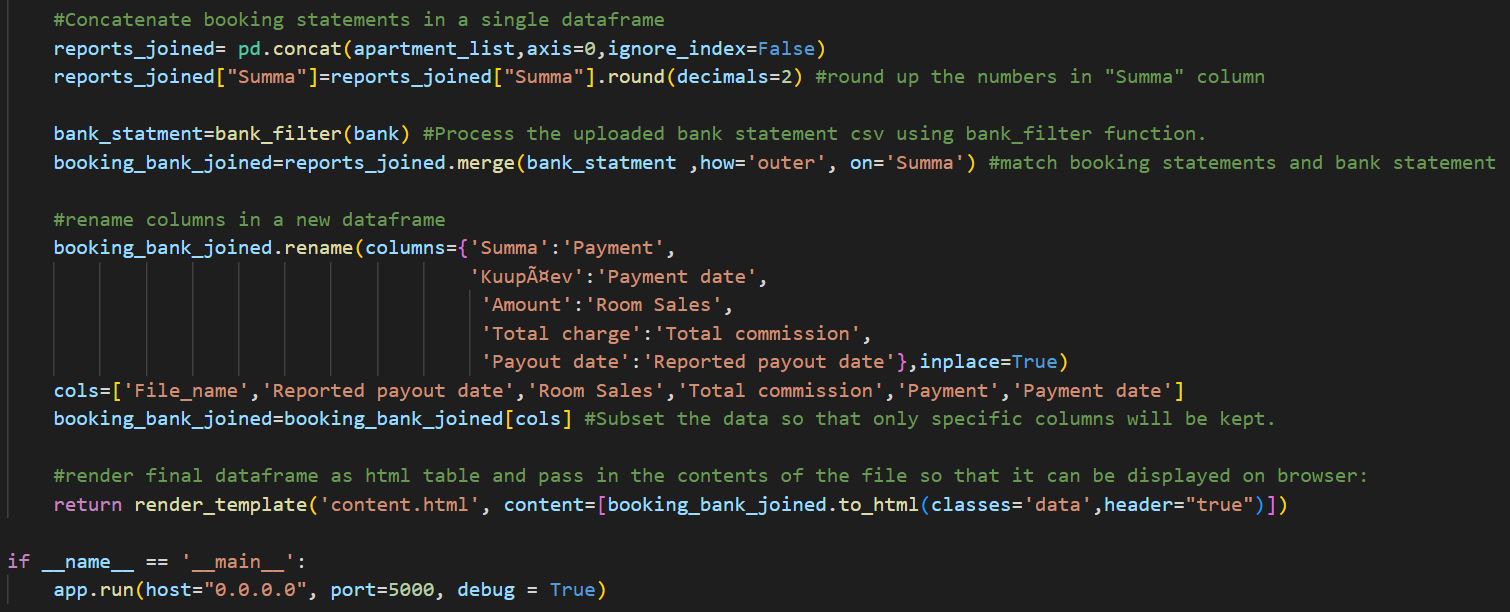 #Concatenate booking statements in a single dataframe
reports_joined= pd.concat(apartment_list,axis=0,ignore_index=False)
reports_joined["Summa"]=reports_joined["Summa"].round(decimals=2) #round up the numbers in "Summa" column
bank_statment=bank_filter(bank) #Process the uploaded bank statement csv using bank_filter function.
booking_bank_joined=reports_joined.merge(bank_statment ,how='outer', on='Summa') #match booking statements and bank statement
#rename columns in a new dataframe
booking_bank_joined.rename(columns={'Summa':'Payment',
'KuupÃ¤ev':'Payment date',
'Amount':'Room Sales',
'Total charge':'Total commission',
'Payout date':'Reported payout date'},inplace=True)
cols=['File_name','Reported payout date','Room Sales','Total commission','Payment','Payment date']
booking_bank_joined=booking_bank_joined[cols] #Subset the data so that only specific columns will be kept.
#render final dataframe as html table and pass in the contents of the file so that it can be displayed on browser:
return render_template('content.html', content=[booking_bank_joined.to_html(classes='data',header="true")])
if __name__ == '__main__':
app.run(host="0.0.0.0", port=5000, debug = True)